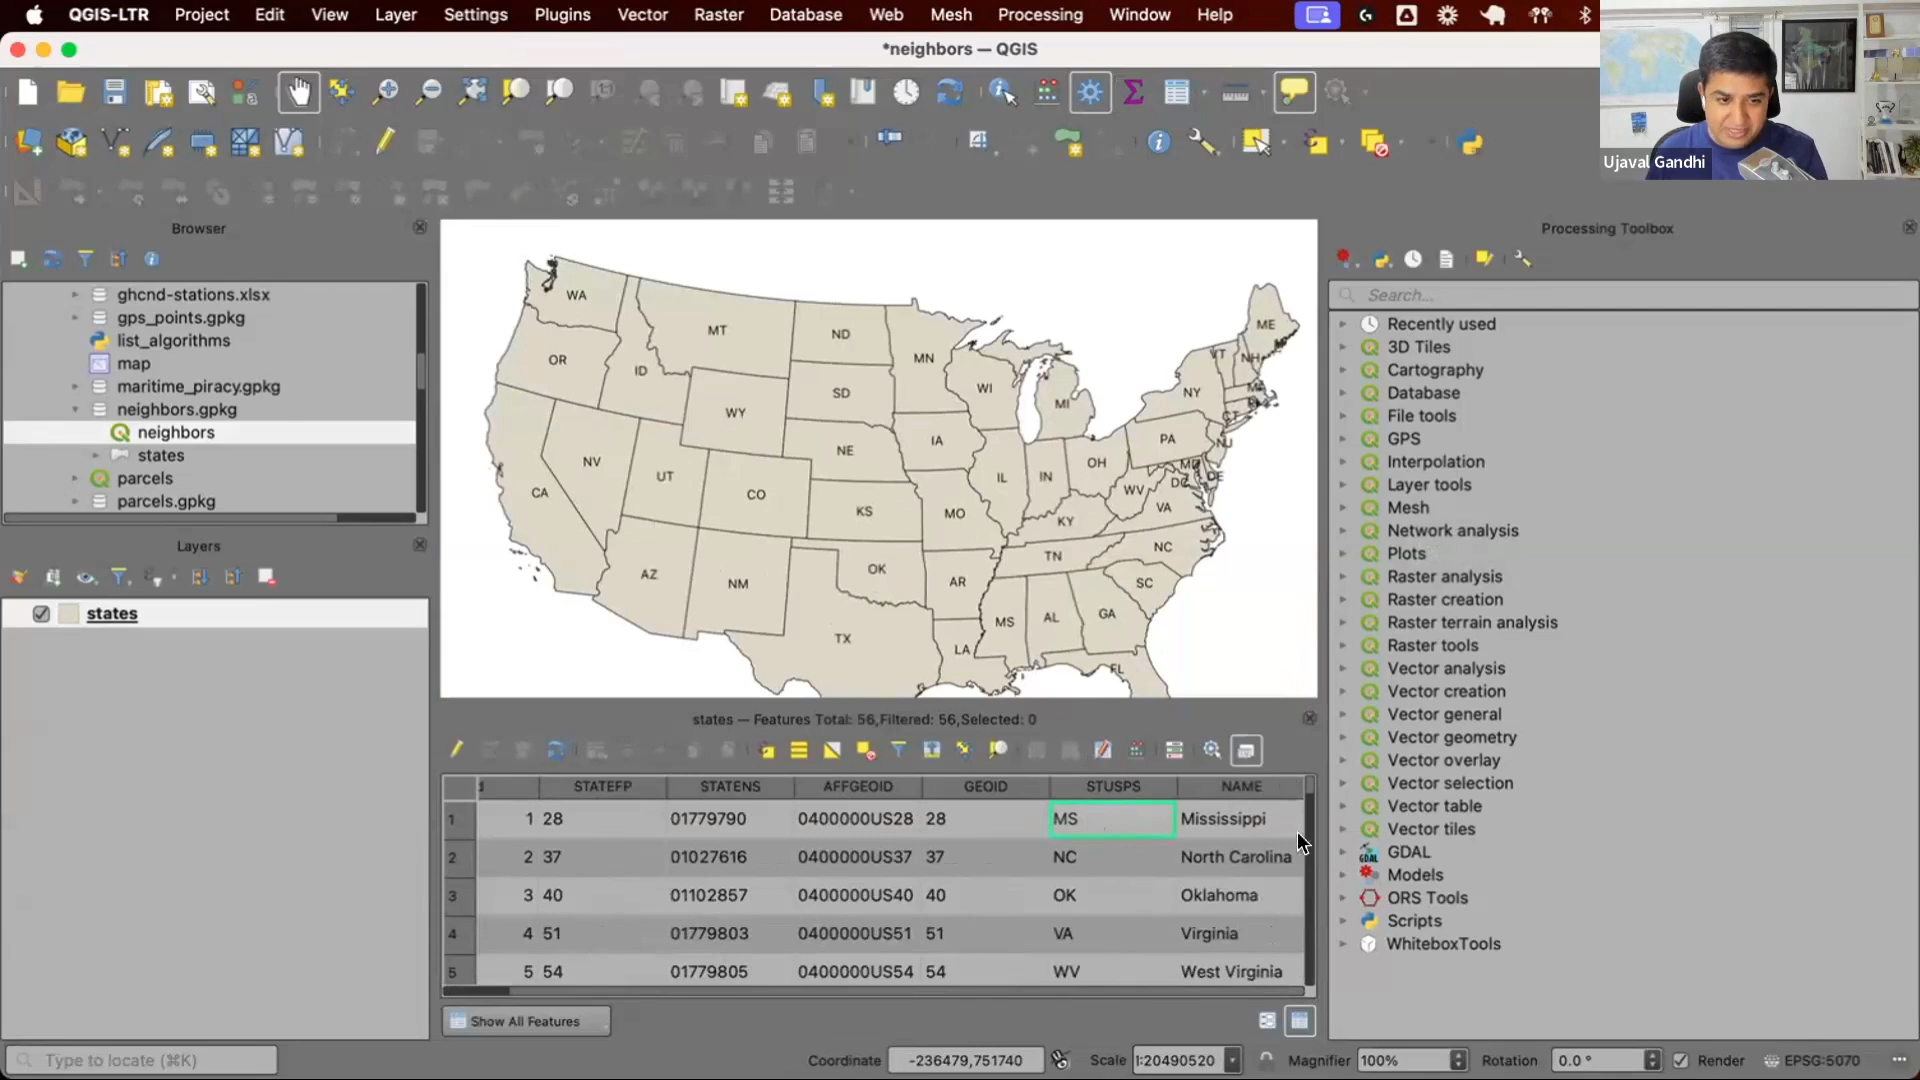 QGIS-LTR Project Edit View Layer Settings Plugins Vector Raster Database Web Mesh Processing Window Help
*neighbors — QGIS
Ujaval Gandhi
Browser
ghcnd-stations.xlsx
gps_points.gpkg
list_algorithms
map
maritime_piracy.gpkg
neighbors.gpkg
neighbors
states
parcels
parcels.gpkg
Layers
states
WA
MT
ND
MN
ME
OR
ID
SD
WI
VT
NH
WY
MI
NY
MA
NE
IA
PA
CT
NJ
NV
UT
CO
IL
IN
OH
MD
DE
DC
CA
KS
MO
WV
VA
KY
AZ
NM
OK
AR
TN
NC
SC
TX
LA
MS
AL
GA
FL
states — Features Total: 56,Filtered: 56,Selected: 0
STATEFP STATENS AFFGEOID GEOID STUSPS NAME
1 1 28 01779790 0400000US28 28 MS Mississippi
2 2 37 01027616 0400000US37 37 NC North Carolina
3 3 40 01102857 0400000US40 40 OK Oklahoma
4 4 51 01779803 0400000US51 51 VA Virginia
5 5 54 01779805 0400000US54 54 WV West Virginia
Show All Features
Processing Toolbox
Search...
Recently used
3D Tiles
Cartography
Database
File tools
GPS
Interpolation
Layer tools
Mesh
Network analysis
Plots
Raster analysis
Raster creation
Raster terrain analysis
Raster tools
Vector analysis
Vector creation
Vector general
Vector geometry
Vector overlay
Vector selection
Vector table
Vector tiles
GDAL
Models
ORS Tools
Scripts
WhiteboxTools
Type to locate (⌘K)
Coordinate -236479,751740 Scale 1:20490520 Magnifier 100% Rotation 0.0 ° Render EPSG:5070